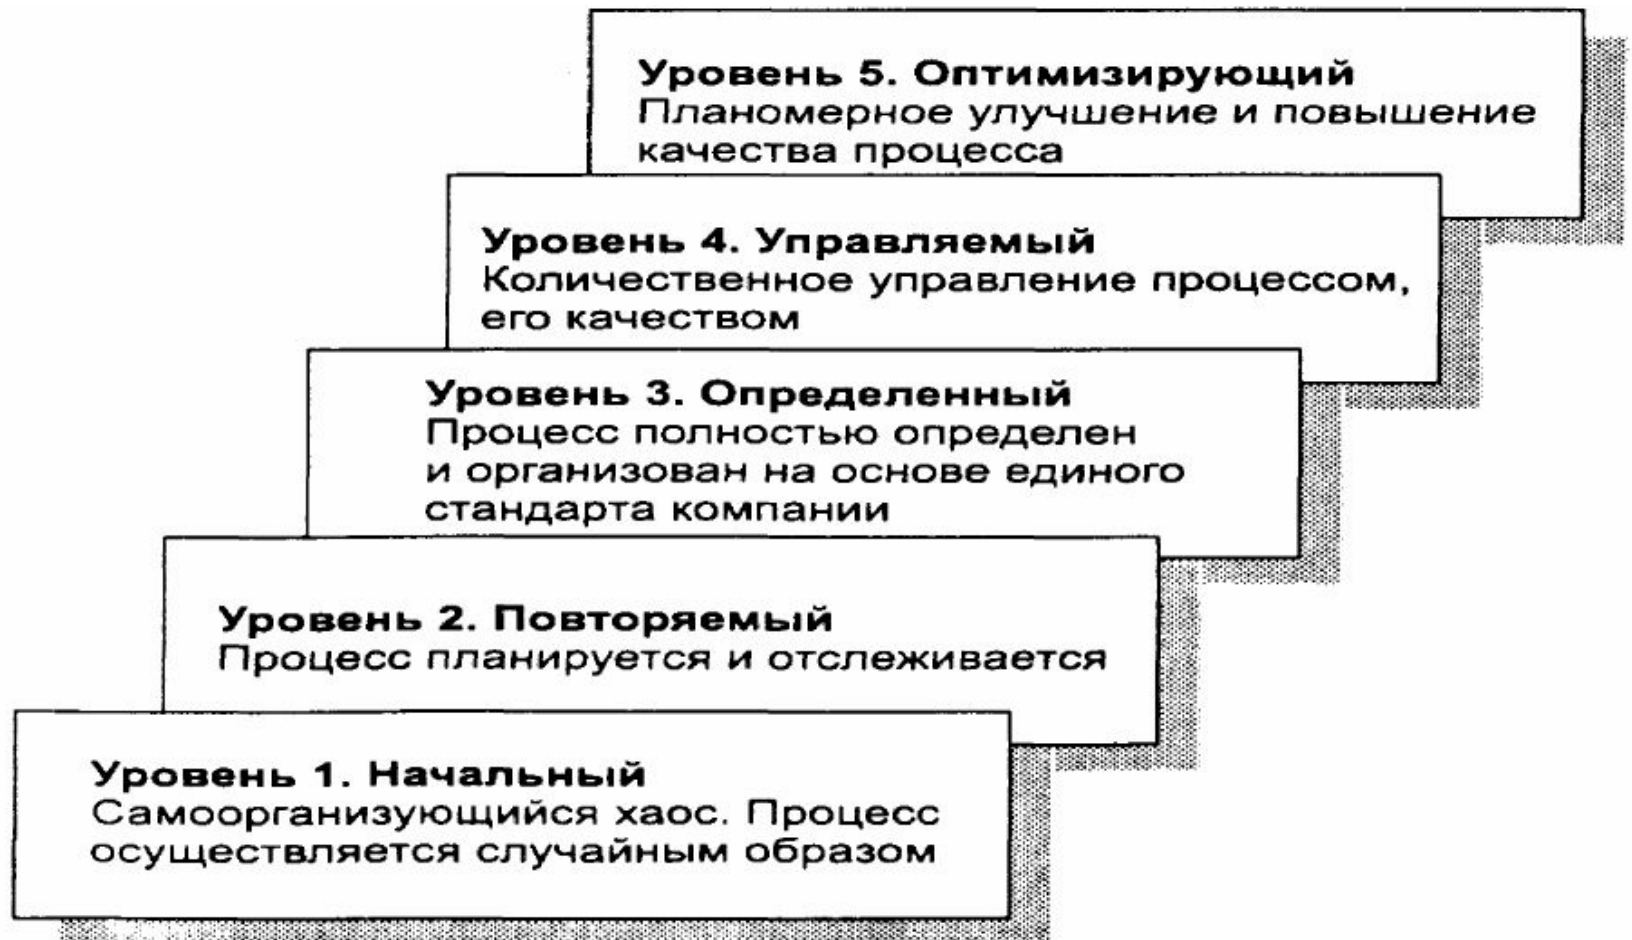 Уровень 5. Оптимизирующий
Планомерное улучшение и повышение
качества процесса
Уровень 4. Управляемый
Количественное управление процессом,
его качеством
Уровень 3. Определенный
Процесс полностью определен
и организован на основе единого
стандарта компании
Уровень 2. Повторяемый
Процесс планируется и отслеживается
Уровень 1. Начальный
Самоорганизующийся хаос. Процесс
осуществляется случайным образом